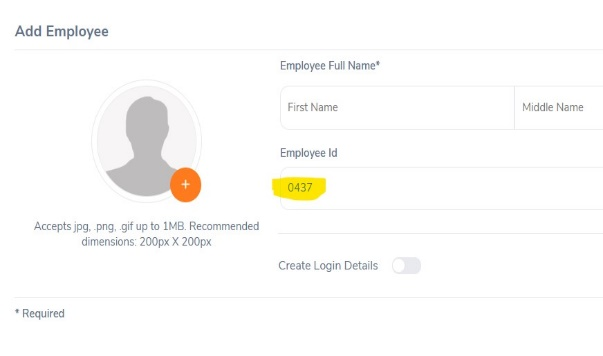 Add Employee
Employee Full Name*
First Name
Middle Name
Employee Id
0437
+
Accepts jpg, .png, .gif up to 1MB. Recommended
dimensions: 200px X 200px
Create Login Details
* Required